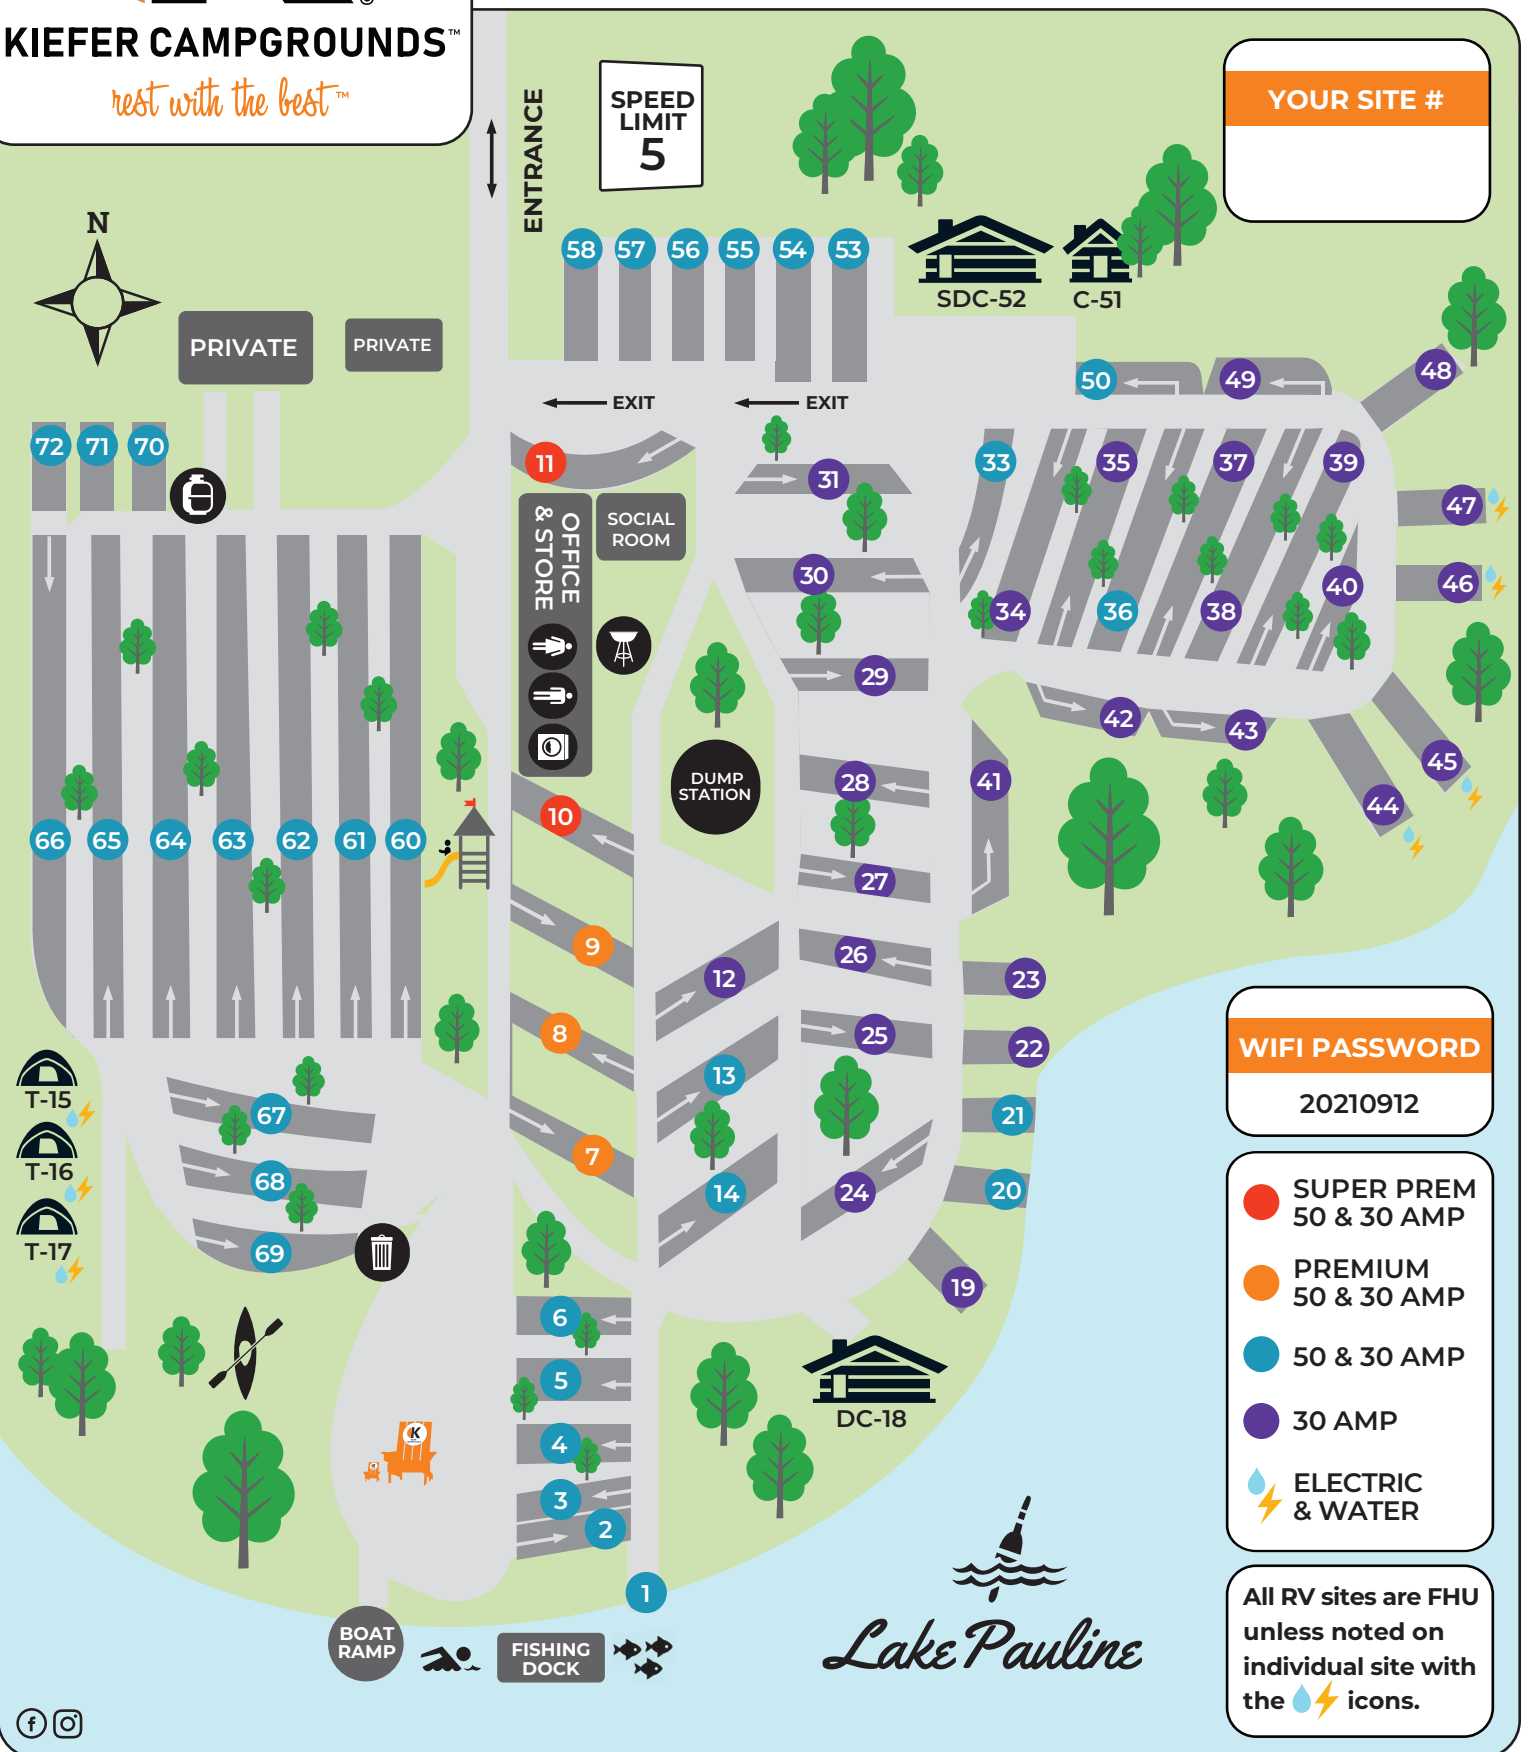 ©
KIEFER CAMPGROUNDS™
rest with the best™
ENTRANCE
SPEED
LIMIT
5
YOUR SITE #
N
PRIVATE
PRIVATE
58 57 56 55 54 53
SDC-52
C-51
EXIT
EXIT
50 49 48
72 71 70
11
31
33 35 37 39
47
OFFICE
& STORE
SOCIAL
ROOM
30
46
34 36 38 40
29
42 43
45
44
DUMP
STATION
28
41
10
66 65 64 63 62 61 60
27
9
26
12
23
8
25
22
13
21
T-15
67
T-16
7
68
14
24
20
T-17
69
19
6
5
DC-18
4
K
K
3
2
1
WIFI PASSWORD
20210912
SUPER PREM
50 & 30 AMP
PREMIUM
50 & 30 AMP
50 & 30 AMP
30 AMP
ELECTRIC
& WATER
BOAT
RAMP
FISHING
DOCK
Lake Pauline
All RV sites are FHU
unless noted on
individual site with
the icons.